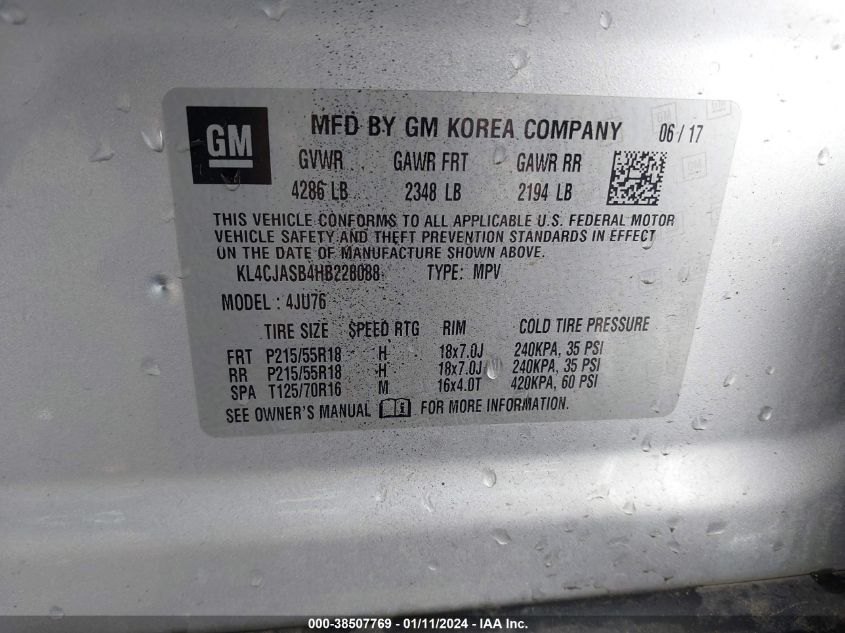 GM
MFD BY GM KOREA COMPANY 06/17
GVWR GAWR FRT GAWR RR
4286 LB 2348 LB 2194 LB
THIS VEHICLE CONFORMS TO ALL APPLICABLE U.S. FEDERAL MOTOR
VEHICLE SAFETY AND THEFT PREVENTION STANDARDS IN EFFECT
ON THE DATE OF MANUFACTURE SHOWN ABOVE.
KL4CJASB4HB228088 TYPE: MPV
MODEL : 4JU76
TIRE SIZE SPEED RTG RIM COLD TIRE PRESSURE
FRT P215/55R18 H 18x7.0J 240KPA, 35 PSI
RR P215/55R18 H 18x7.0J 240KPA, 35 PSI
SPA T125/70R16 M 16x4.0T 420KPA, 60 PSI
SEE OWNER'S MANUAL FOR MORE INFORMATION.
000-38507769 - 01/11/2024 - IAA Inc.